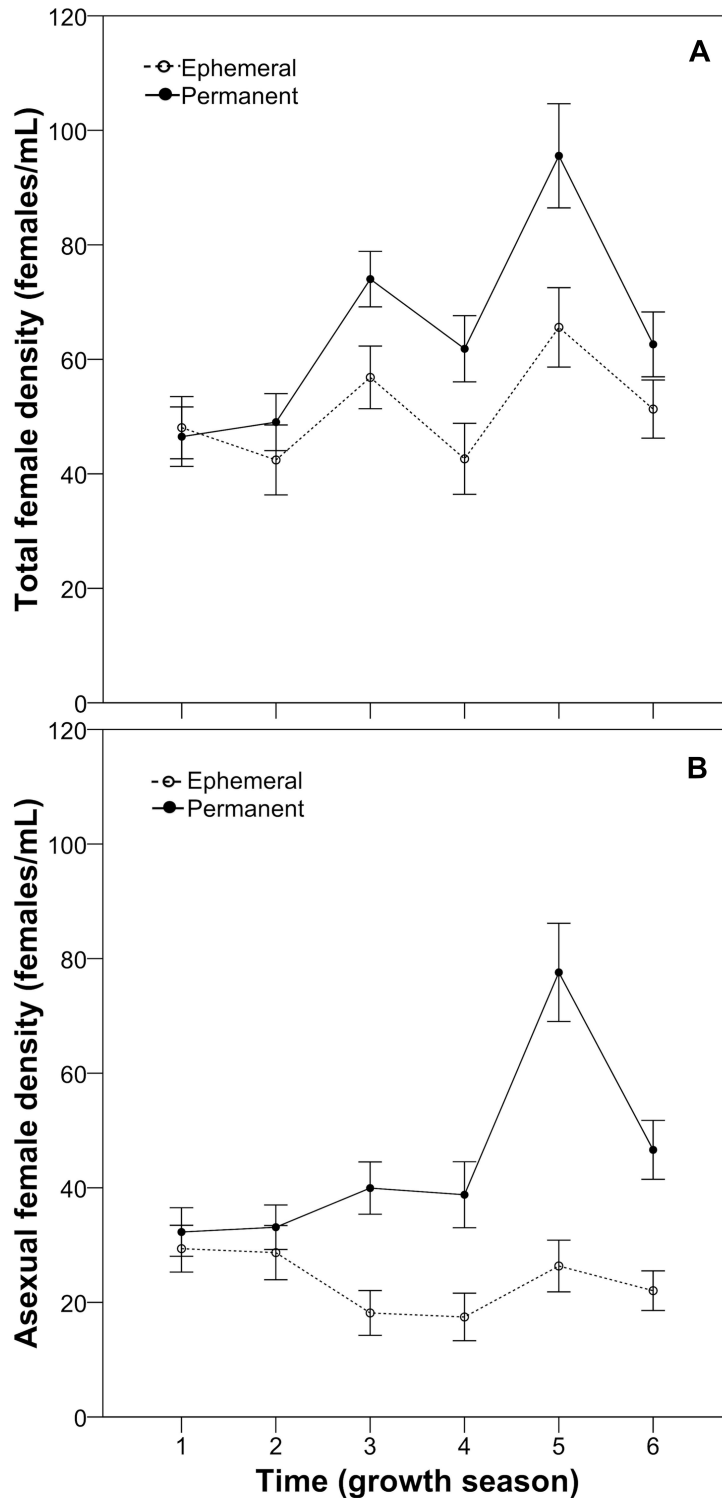 A
Ephemeral
Permanent
Total female density (females/mL)
120
100
80
60
40
20
0
B
Ephemeral
Permanent
Asexual female density (females/mL)
120
100
80
60
40
20
0
1 2 3 4 5 6
Time (growth season)